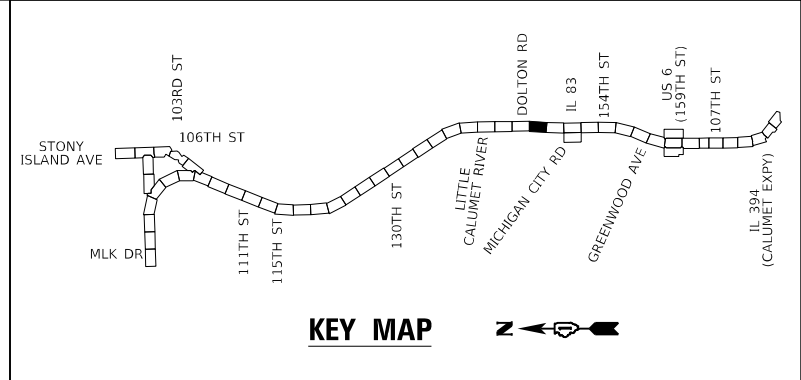 STONY
ISLAND AVE
103RD ST
106TH ST
MLK DR
111TH ST
115TH ST
130TH ST
LITTLE
CALUMET RIVER
DOLTON RD
MICHIGAN CITY RD
IL 83
154TH ST
GREENWOOD AVE
US 6
(159TH ST)
107TH ST
IL 394
(CALUMET EXPY)
KEY MAP
N